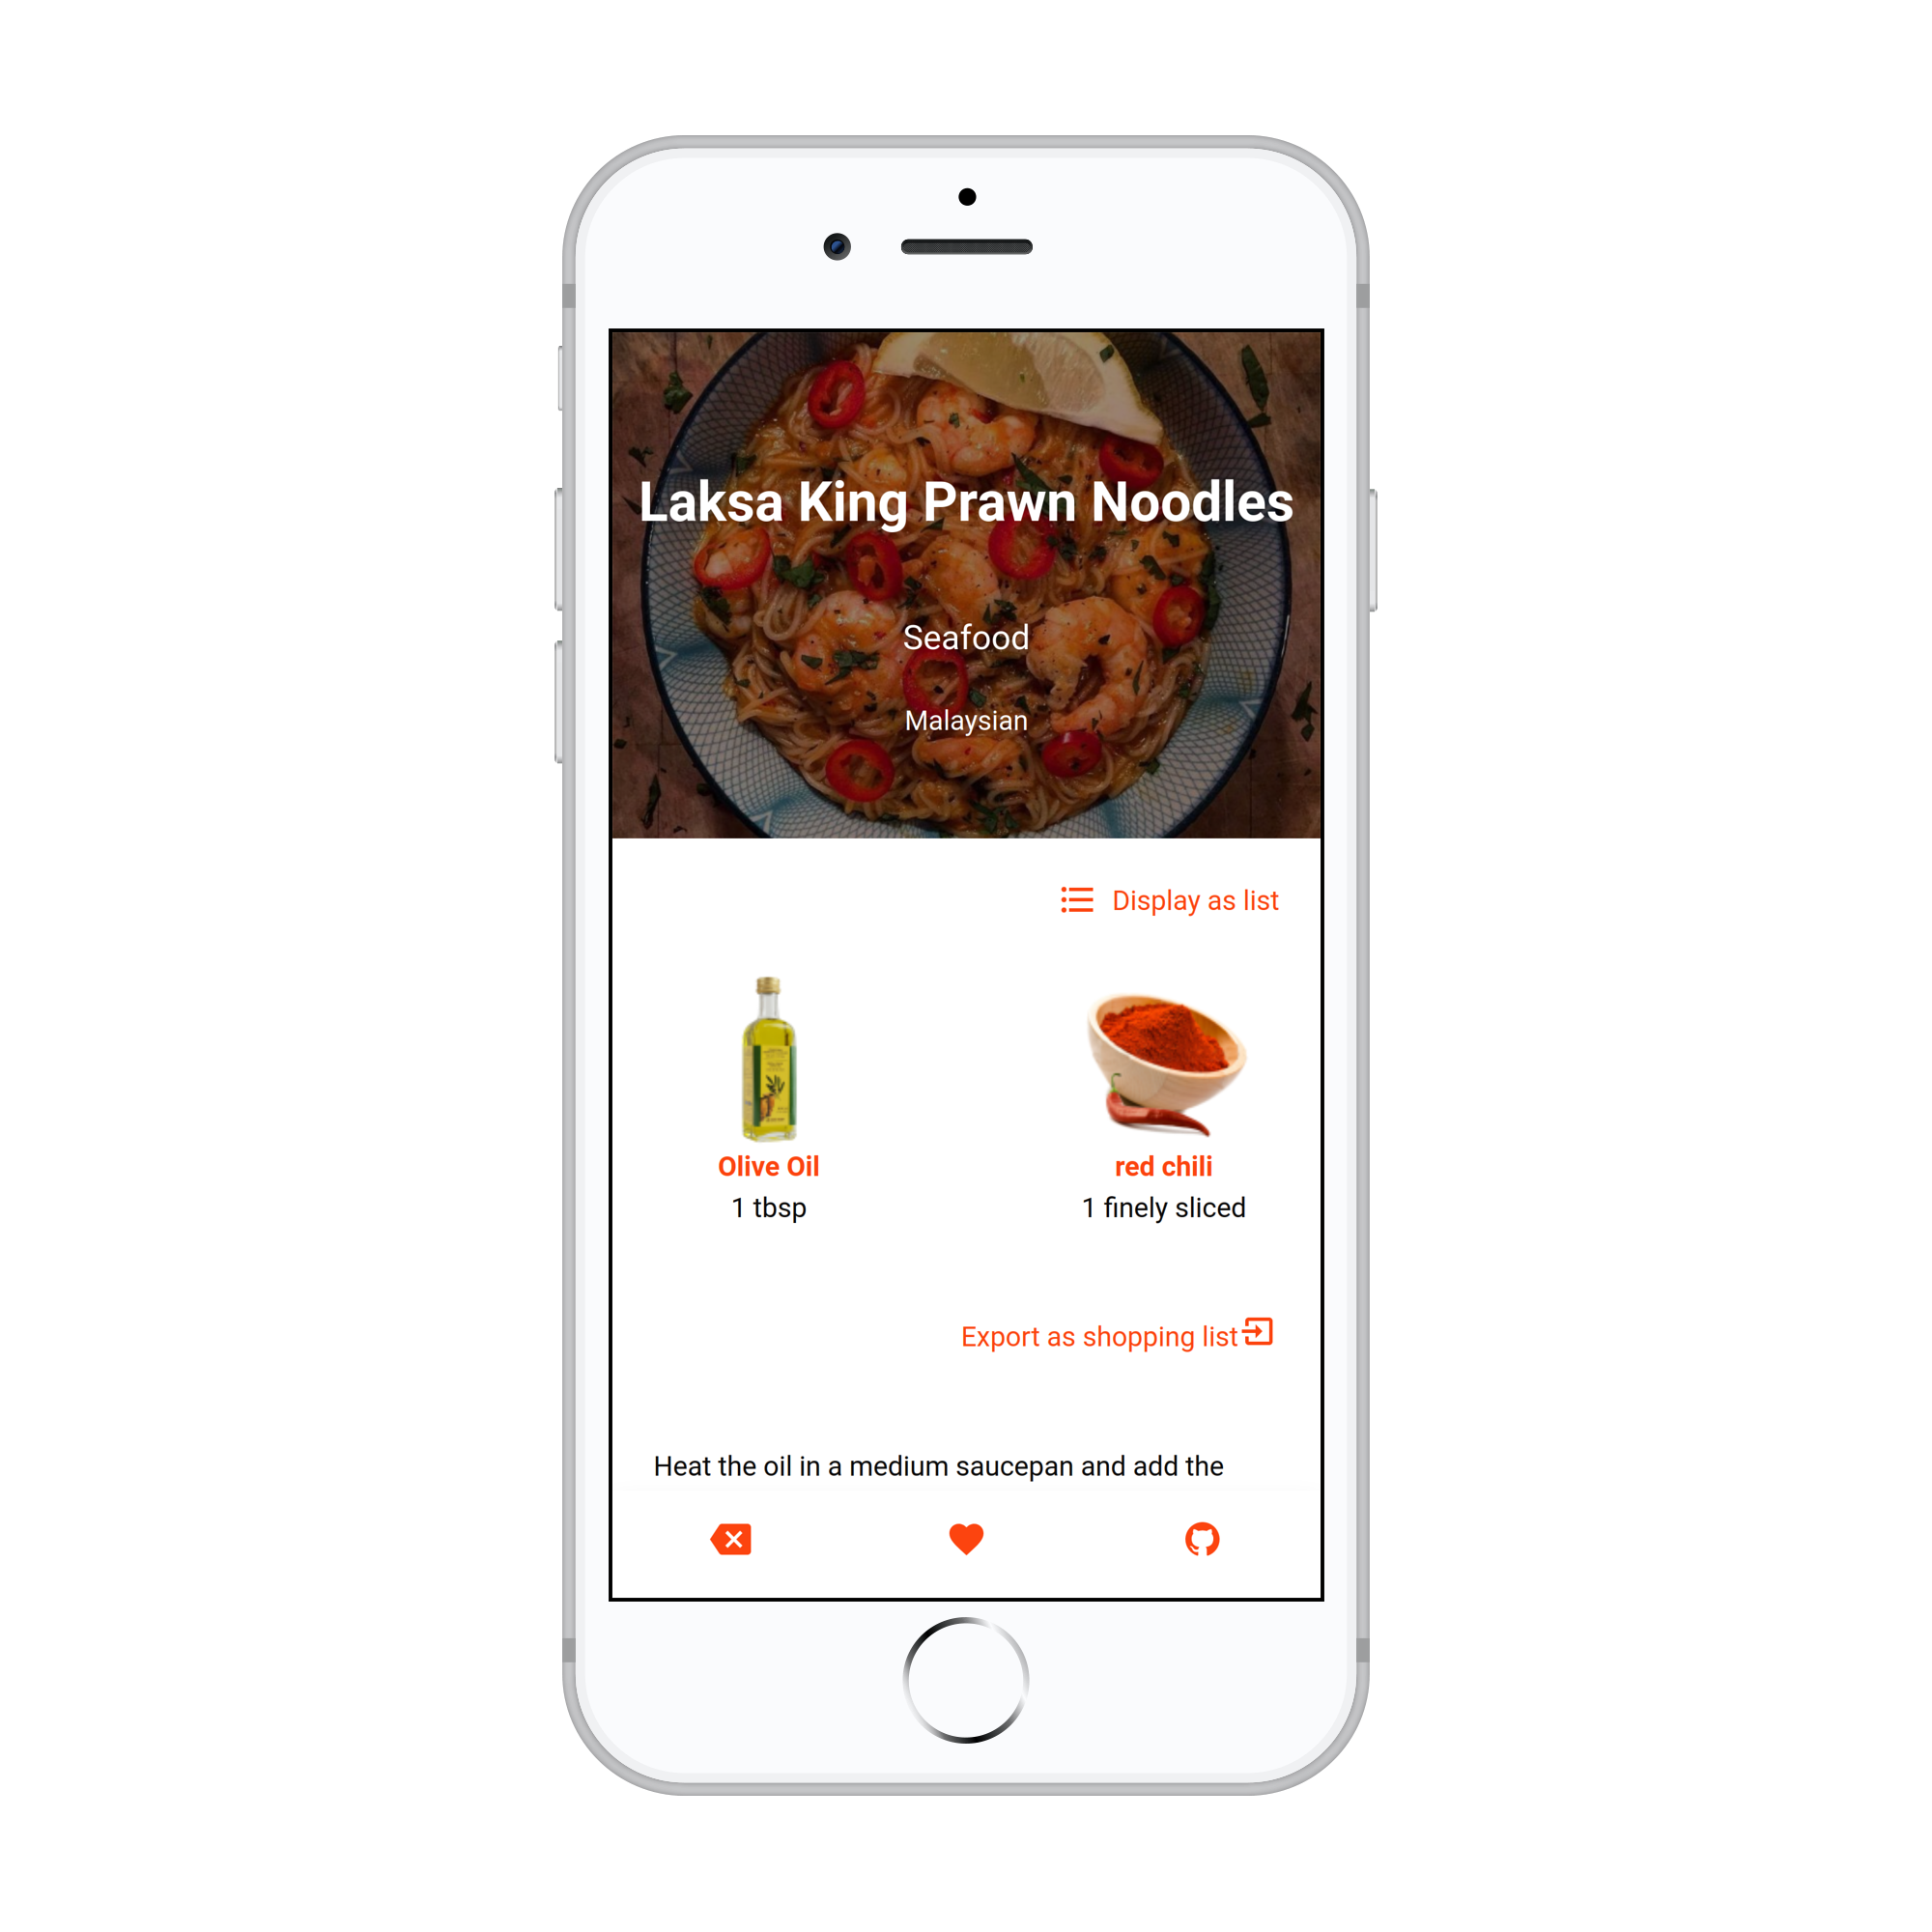 Laksa King Prawn Noodles
Seafood
Malaysian
Display as list
Olive Oil
1 tbsp
red chili
1 finely sliced
Export as shopping list
Heat the oil in a medium saucepan and add the